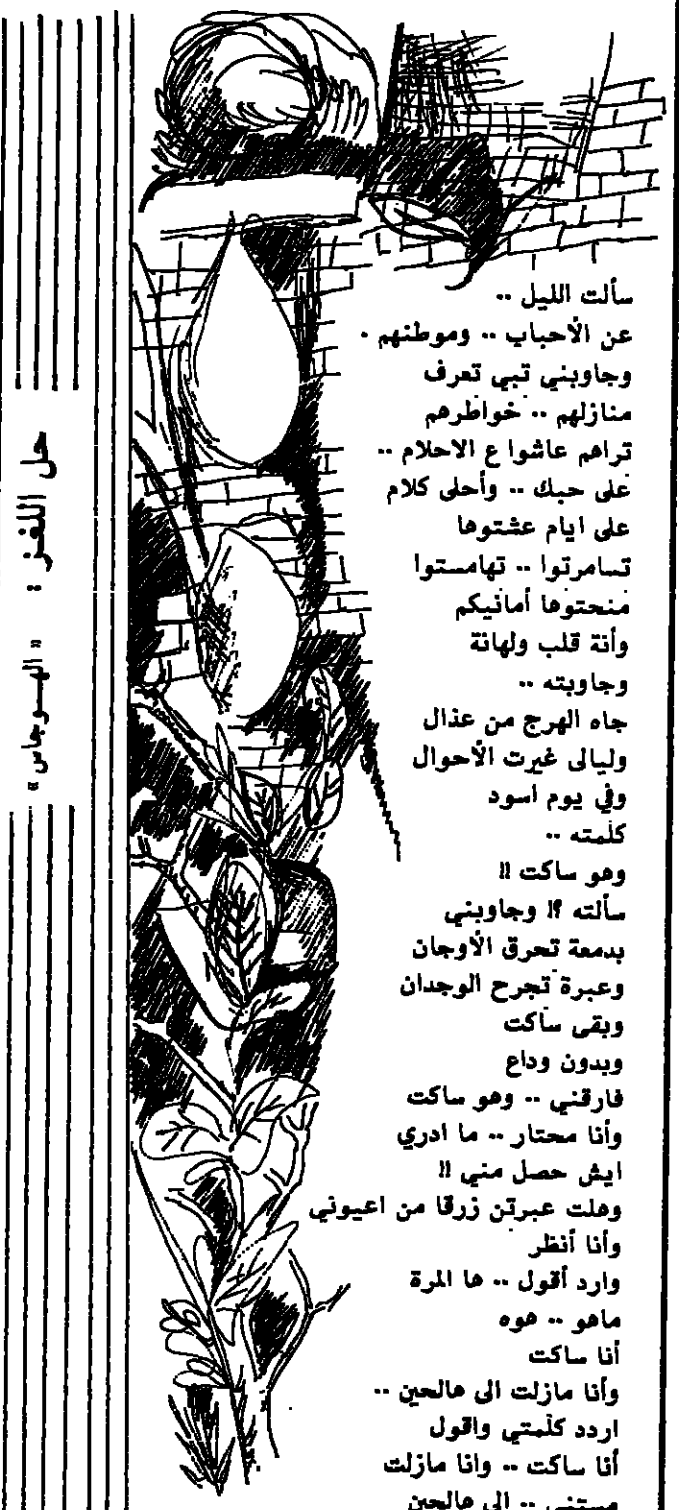 سألت الليل ..
عن الأحباب .. وموطنهم .
وجاوبني تبي تعرف
منازلهم .. خواطرهم
تراهم عاشوا ع الاحلام ..
على حبك .. وأحلى كلام
على ايام عشتوها
تسامرتوا .. تهامستوا
منحتوها أمانيكم
وأنة قلب ولهانة
وجاوبته ..
جاه الهرج من عذال
وليالى غيرت الأحوال
وفي يوم اسود
كلمته ..
وهو ساكت !!
سألته ؟! وجاوبني
بدمعة تحرق الأوجان
وعبرة تجرح الوجدان
وبقى ساكت
وبدون وداع
فارقني .. وهو ساكت
وأنا محتار .. ما ادري
ايش حصل مني !!
وهلت عبرتن زرقا من اعيوني
وأنا أنظر
وارد أقول .. ها المرة
ماهو .. هوه
أنا ساكت
وأنا مازلت الى هالحين ..
اردد كلمتي واقول
أنا ساكت .. وانا مازلت
مستني .. الى هالحين
حل اللغز : « الهـوجاس »